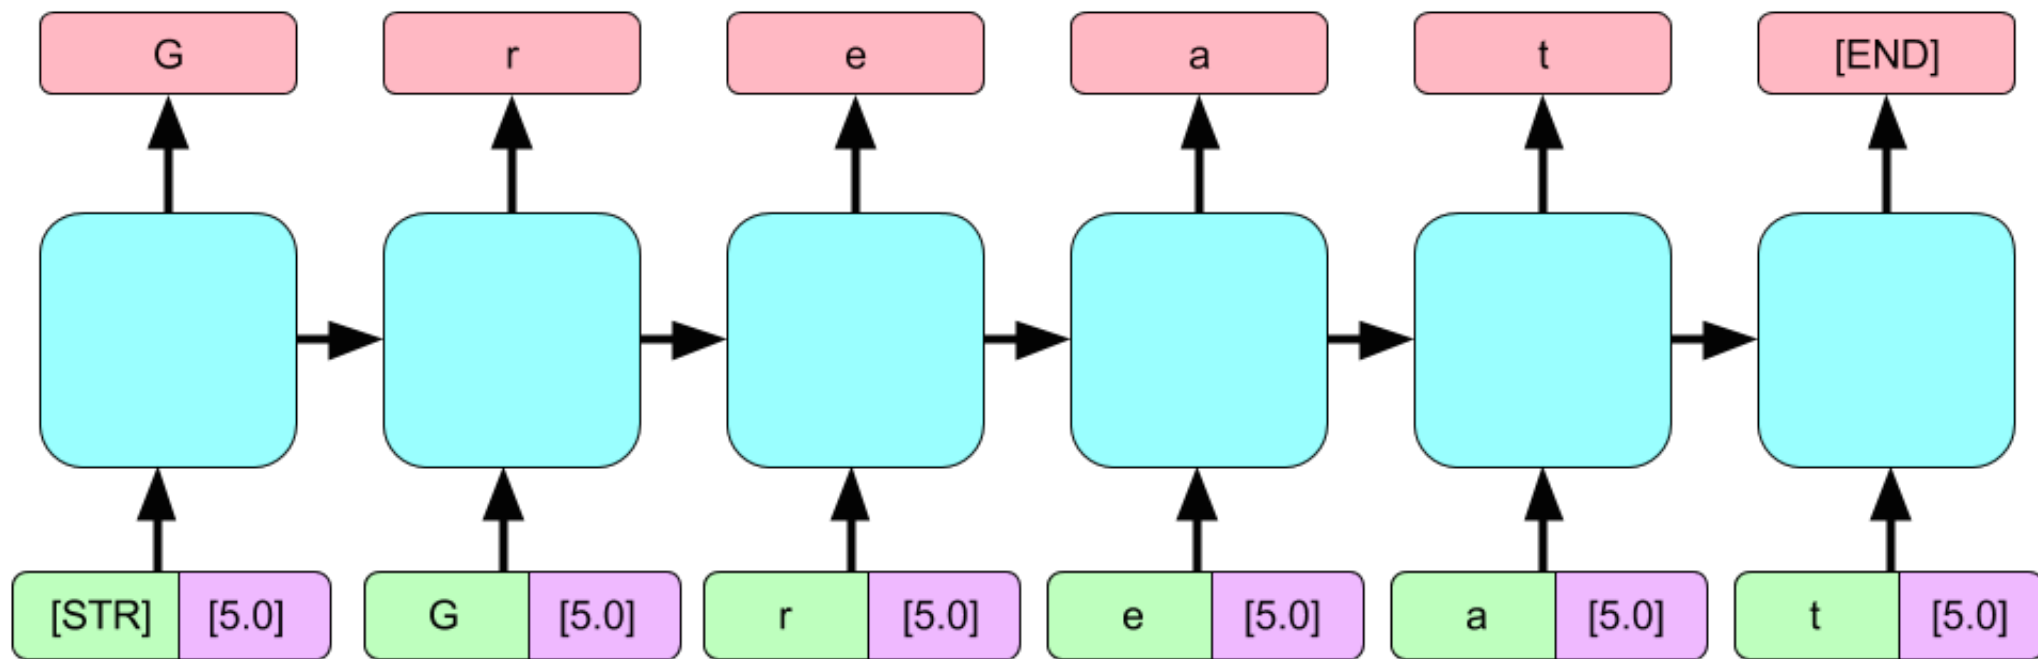 G r e a t [END]
[STR] [5.0] G [5.0] r [5.0] e [5.0] a [5.0] t [5.0]